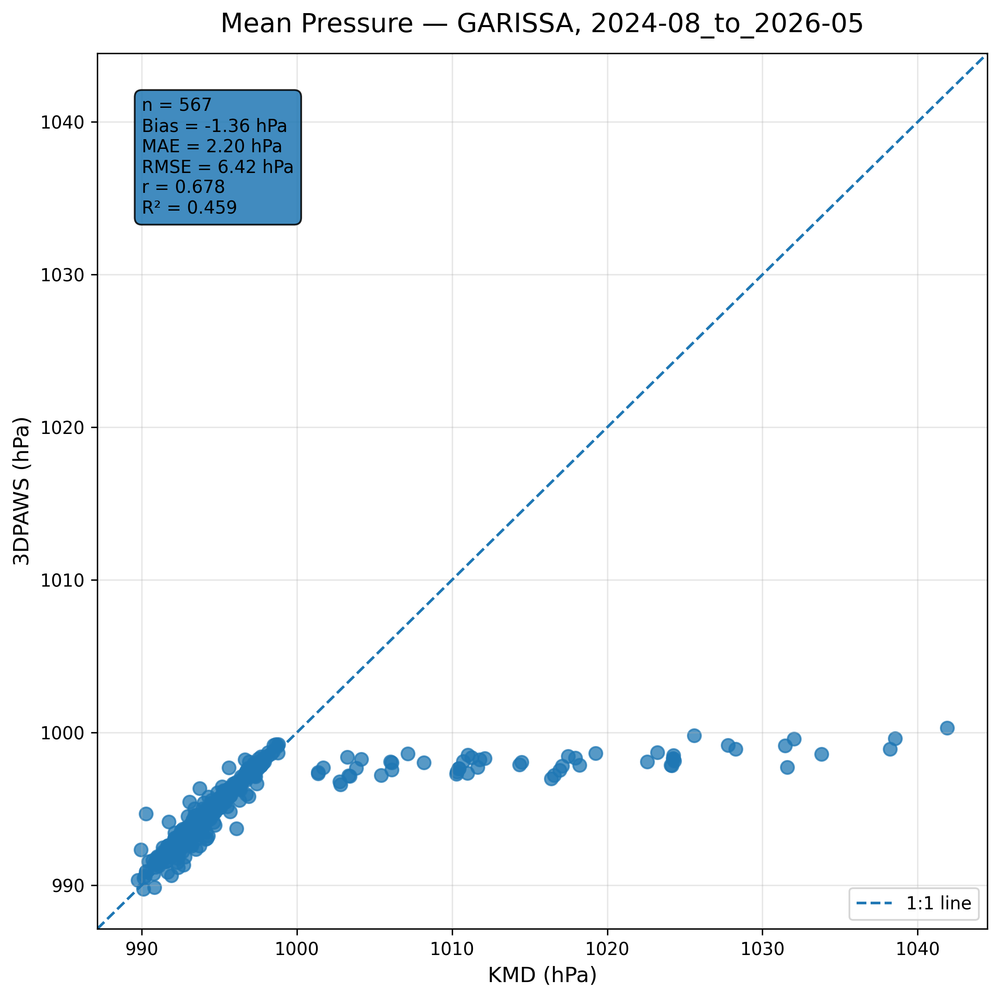 Mean Pressure — GARISSA, 2024-08_to_2026-05
n = 567
Bias = -1.36 hPa
MAE = 2.20 hPa
RMSE = 6.42 hPa
r = 0.678
R² = 0.459
1040
1030
1020
1010
1000
990
3DPAWS (hPa)
1:1 line
990 1000 1010 1020 1030 1040
KMD (hPa)